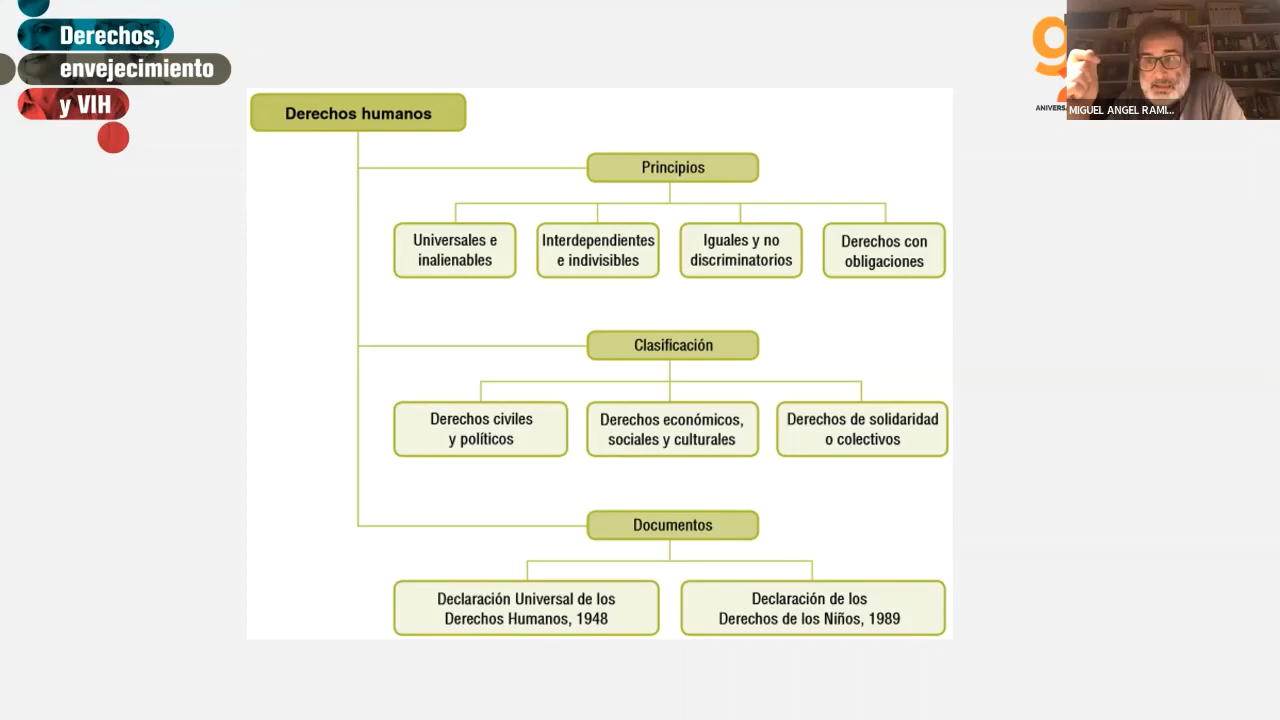 Derechos,
envejecimiento
y VIH
MIGUEL ANGEL RAMI...
Derechos humanos
Principios
Universales e
inalienables
Interdependientes
e indivisibles
Iguales y no
discriminatorios
Derechos con
obligaciones
Clasificación
Derechos civiles
y políticos
Derechos económicos,
sociales y culturales
Derechos de solidaridad
o colectivos
Documentos
Declaración Universal de los
Derechos Humanos, 1948
Declaración de los
Derechos de los Niños, 1989